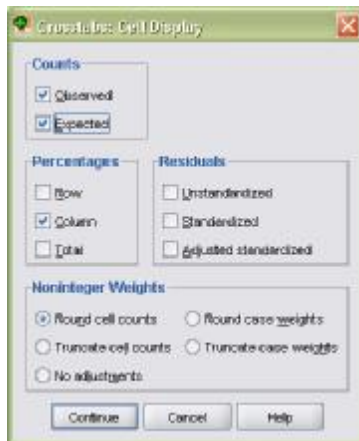 Crosstabs: Cell Display
Counts
Observed
Expected
Percentages
Row
Column
Total
Residuals
Unstandardized
Standardized
Adjusted standardized
Noninteger Weights
Round cell counts Round case weights
Truncate cell counts Truncate case weights
No adjustments
Continue Cancel Help